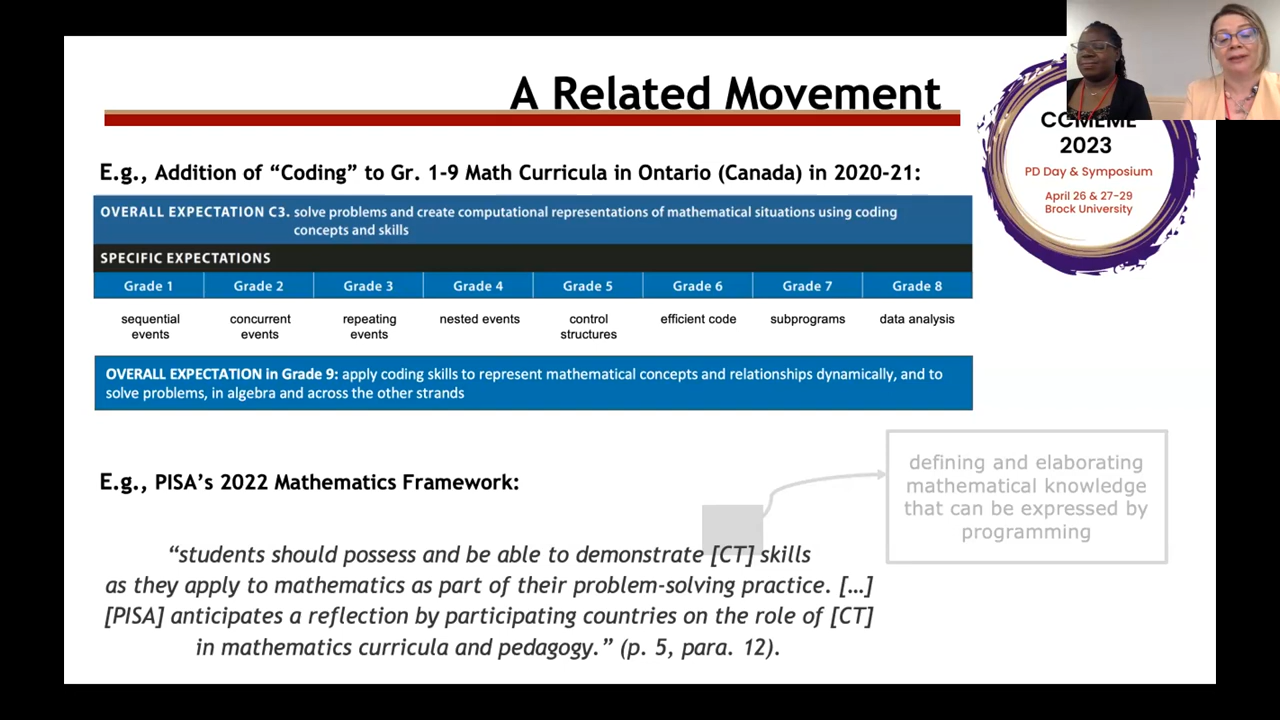 A Related Movement
CCMEME
2023
PD Day & Symposium
April 26 & 27-29
Brock University
E.g., Addition of “Coding” to Gr. 1-9 Math Curricula in Ontario (Canada) in 2020-21:
OVERALL EXPECTATION C3. solve problems and create computational representations of mathematical situations using coding
concepts and skills
SPECIFIC EXPECTATIONS
Grade 1 Grade 2 Grade 3 Grade 4 Grade 5 Grade 6 Grade 7 Grade 8
sequential concurrent repeating nested events control efficient code subprograms data analysis
events events events structures
OVERALL EXPECTATION in Grade 9: apply coding skills to represent mathematical concepts and relationships dynamically, and to
solve problems, in algebra and across the other strands
E.g., PISA’s 2022 Mathematics Framework:
defining and elaborating
mathematical knowledge
that can be expressed by
programming
“students should possess and be able to demonstrate [CT] skills
as they apply to mathematics as part of their problem-solving practice. […]
[PISA] anticipates a reflection by participating countries on the role of [CT]
in mathematics curricula and pedagogy.” (p. 5, para. 12).